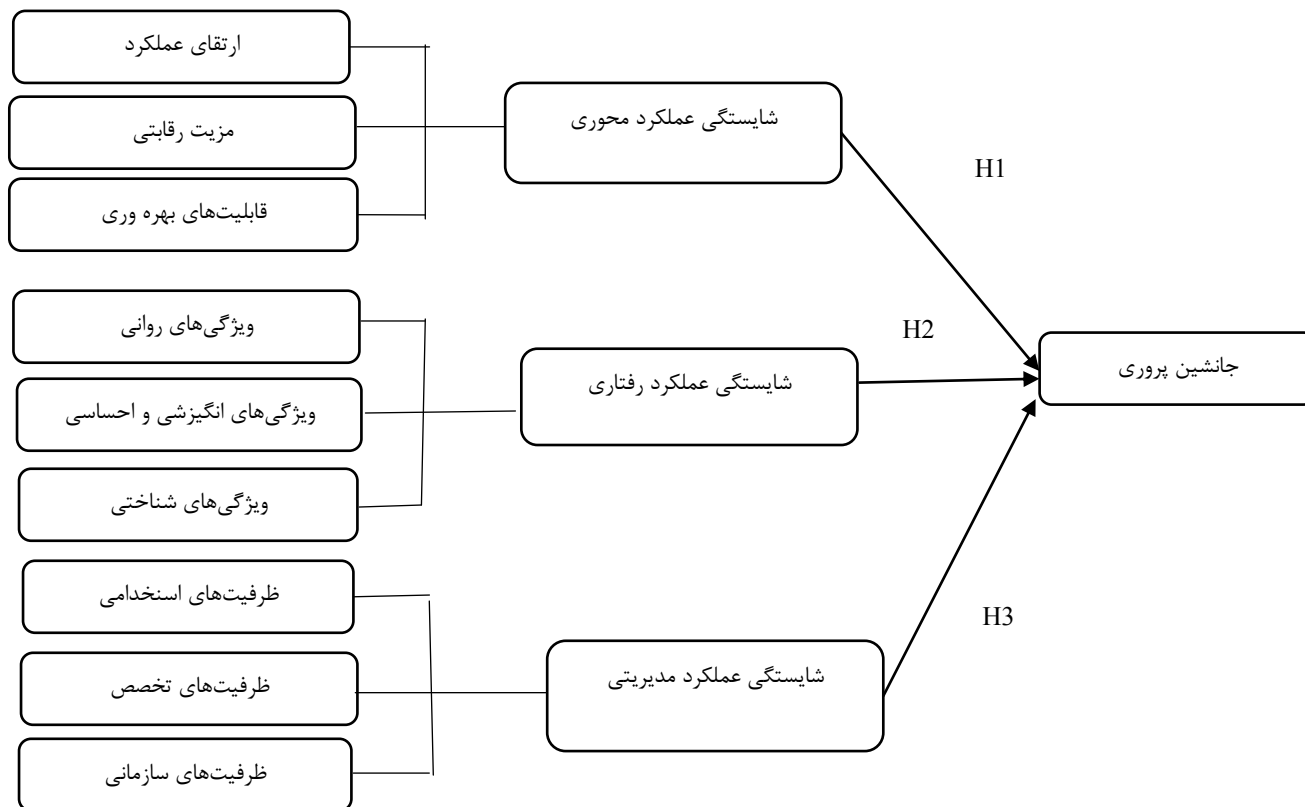 ارتقای عملکرد
مزیت رقابتی
قابلیت‌های بهره وری
شایستگی عملکرد محوری
H1
ویژگی‌های روانی
ویژگی‌های انگیزشی و احساسی
ویژگی‌های شناختی
شایستگی عملکرد رفتاری
H2
جانشین پروری
ظرفیت‌های استخدامی
ظرفیت‌های تخصص
ظرفیت‌های سازمانی
شایستگی عملکرد مدیریتی
H3